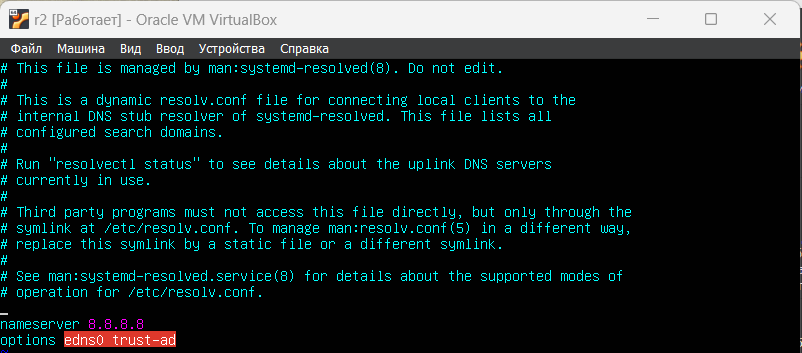 r2 [Работает] - Oracle VM VirtualBox
Файл Машина Вид Ввод Устройства Справка
# This file is managed by man:systemd-resolved(8). Do not edit.
#
# This is a dynamic resolv.conf file for connecting local clients to the
# internal DNS stub resolver of systemd-resolved. This file lists all
# configured search domains.
#
# Run "resolvectl status" to see details about the uplink DNS servers
# currently in use.
#
# Third party programs must not access this file directly, but only through the
# symlink at /etc/resolv.conf. To manage man:resolv.conf(5) in a different way,
# replace this symlink by a static file or a different symlink.
#
# See man:systemd-resolved.service(8) for details about the supported modes of
# operation for /etc/resolv.conf.
nameserver 8.8.8.8
options edns0 trust-ad